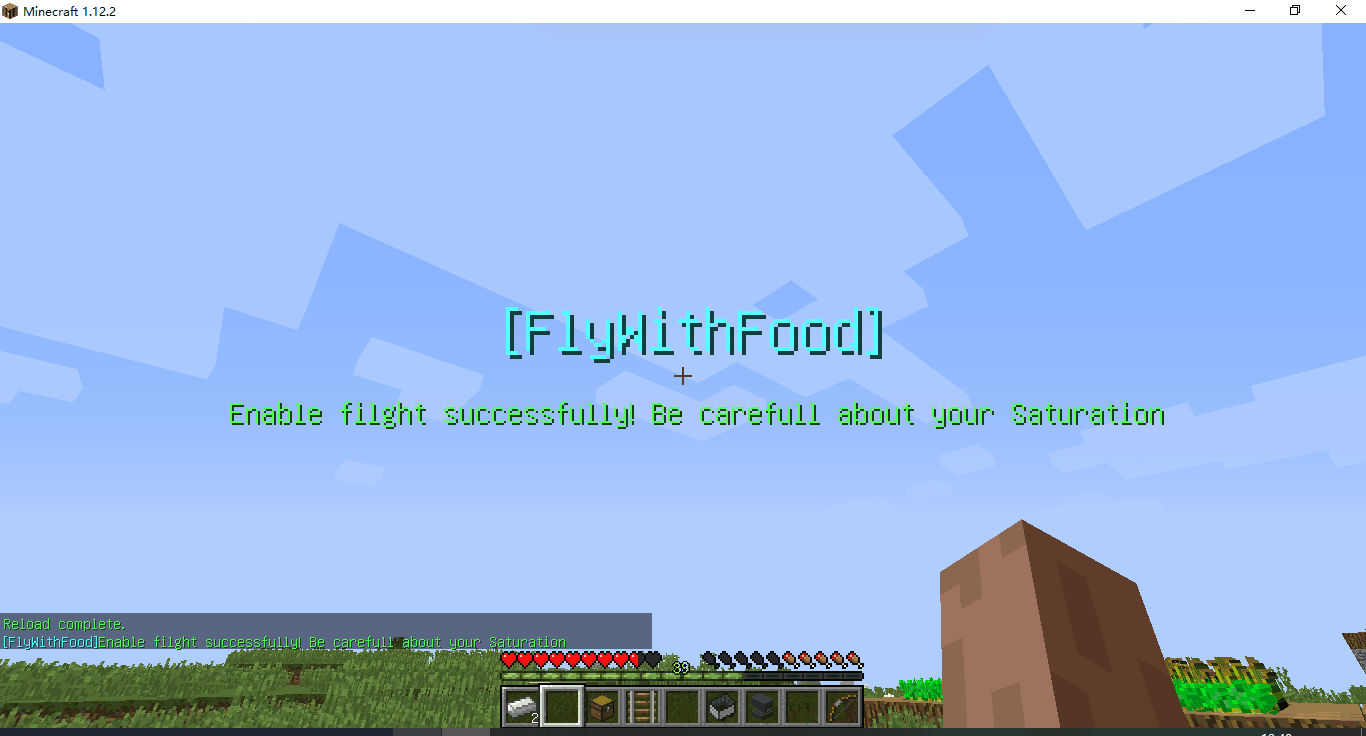 Minecraft 1.12.2
[FlyWithFood]
Enable filght successfully! Be carefull about your Saturation
Reload complete.
[FlyWithFood]Enable filght successfully! Be carefull about your Saturation
39
2